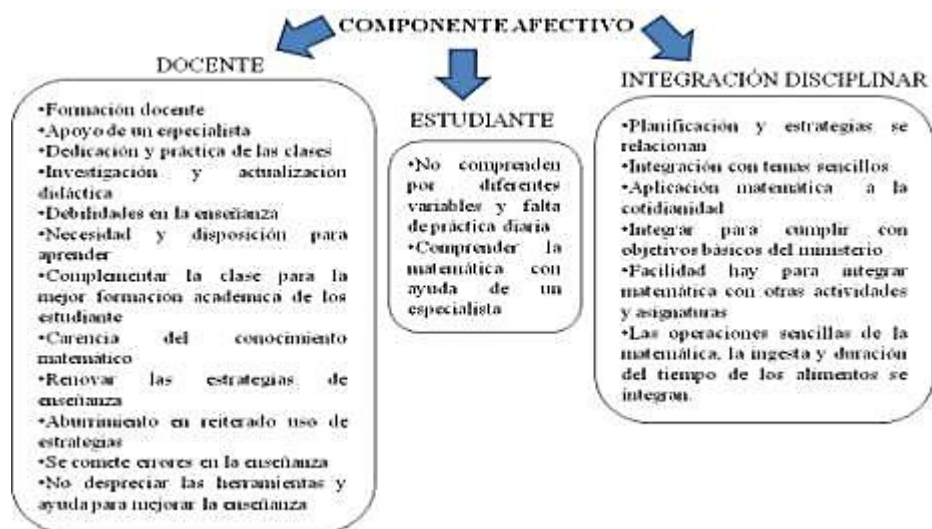 COMPONENTE AFECTIVO
DOCENTE
•Formación docente
•Apoyo de un especialista
•Dedicación y práctica de las clases
•Investigación y actualización
didáctica
•Debilidades en la enseñanza
•Necesidad y disposición para
aprender
•Complementar la clase para la
mejor formación académica de los
estudiante
•Carencia del conocimiento
matemático
•Renovar las estrategias de
enseñanza
•Aburrimiento en reiterado uso de
estrategias
•Se comete errores en la enseñanza
•No despreciar las herramientas y
ayuda para mejorar la enseñanza
ESTUDIANTE
•No comprenden
por diferentes
variables y falta
de práctica diaria
•Comprender la
matemática con
ayuda de un
especialista
INTEGRACIÓN DISCIPLINAR
•Planificación y estrategias se
relacionan
•Integración con temas sencillos
•Aplicación matemática a la
cotidianidad
•Integrar para cumplir con
objetivos básicos del ministerio
•Facilidad hay para integrar
matemática con otras actividades
y asignaturas
•Las operaciones sencillas de la
matemática, la ingesta y duración
del tiempo de los alimentos se
integran.